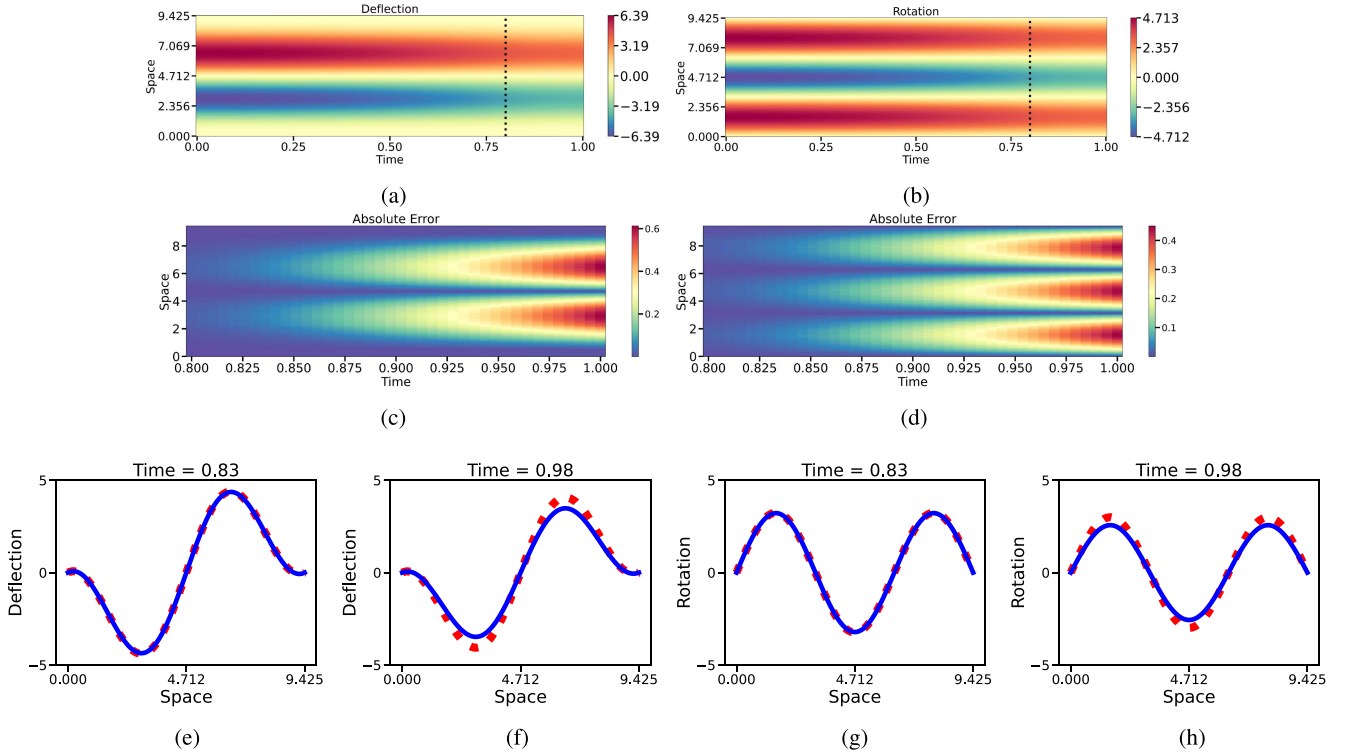 Deflection
9.425
7.069
4.712
2.356
0.000
Space
0.00 0.25 0.50 0.75 1.00
Time
6.39
3.19
0.00
−3.19
−6.39
(a)
Rotation
9.425
7.069
4.712
2.356
0.000
Space
0.00 0.25 0.50 0.75 1.00
Time
4.713
2.357
0.000
−2.356
−4.712
(b)
Absolute Error
8
6
4
2
0
Space
0.800 0.825 0.850 0.875 0.900 0.925 0.950 0.975 1.000
Time
0.6
0.4
0.2
(c)
Absolute Error
8
6
4
2
0
Space
0.800 0.825 0.850 0.875 0.900 0.925 0.950 0.975 1.000
Time
0.4
0.3
0.2
0.1
(d)
Time = 0.83
5
0
−5
Deflection
0.000 4.712 9.425
Space
(e)
Time = 0.98
5
0
−5
Deflection
0.000 4.712 9.425
Space
(f)
Time = 0.83
5
0
−5
Rotation
0.000 4.712 9.425
Space
(g)
Time = 0.98
5
0
−5
Rotation
0.000 4.712 9.425
Space
(h)